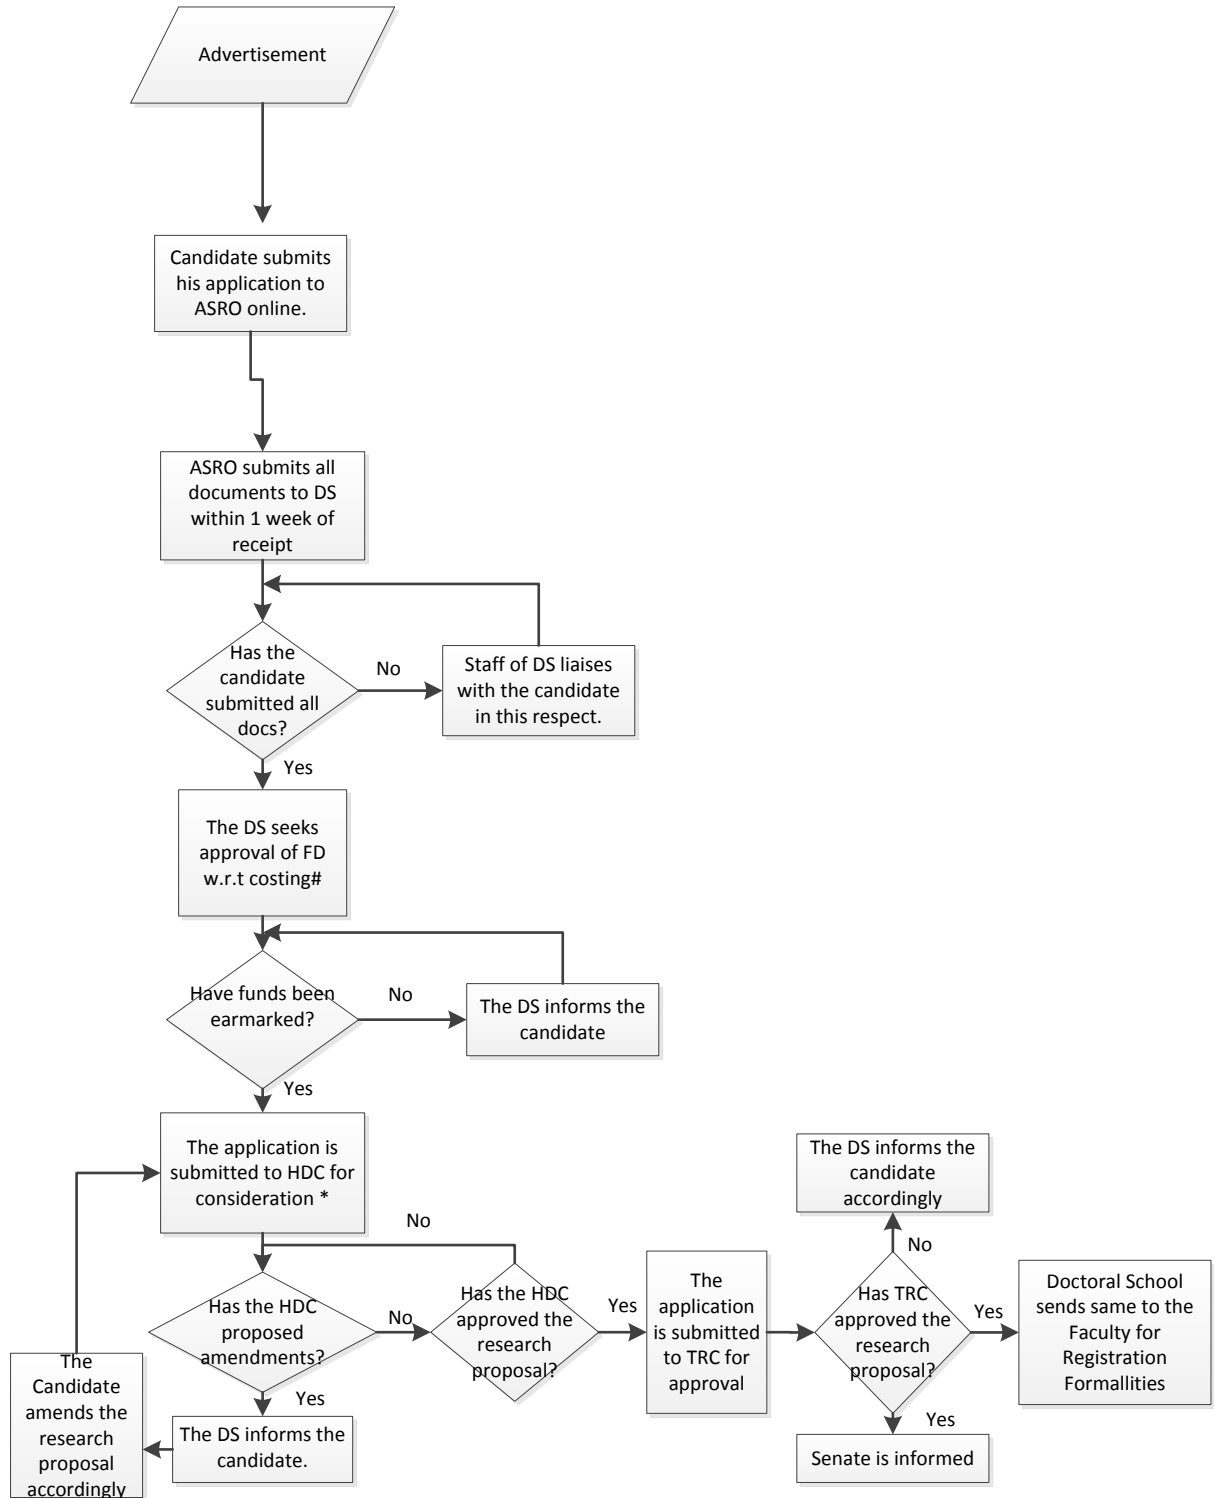 Advertisement
Candidate submits
his application to
ASRO online.
ASRO submits all
documents to DS
within 1 week of
receipt
Has the
candidate
submitted all
docs?
No
Staff of DS liaises
with the candidate
in this respect.
Yes
The DS seeks
approval of FD
w.r.t costing#
Have funds been
earmarked?
No
The DS informs the
candidate
Yes
The application is
submitted to HDC for
consideration *
No
Has the HDC
proposed
amendments?
No
Has the HDC
approved the
research
proposal?
Yes
The
application
is submitted
to TRC for
approval
The DS informs the
candidate
accordingly
No
Has TRC
approved the
research
proposal?
Yes
Doctoral School
sends same to the
Faculty for
Registration
Formallities
Yes
Senate is informed
Yes
The DS informs the
candidate.
The
Candidate
amends the
research
proposal
accordingly